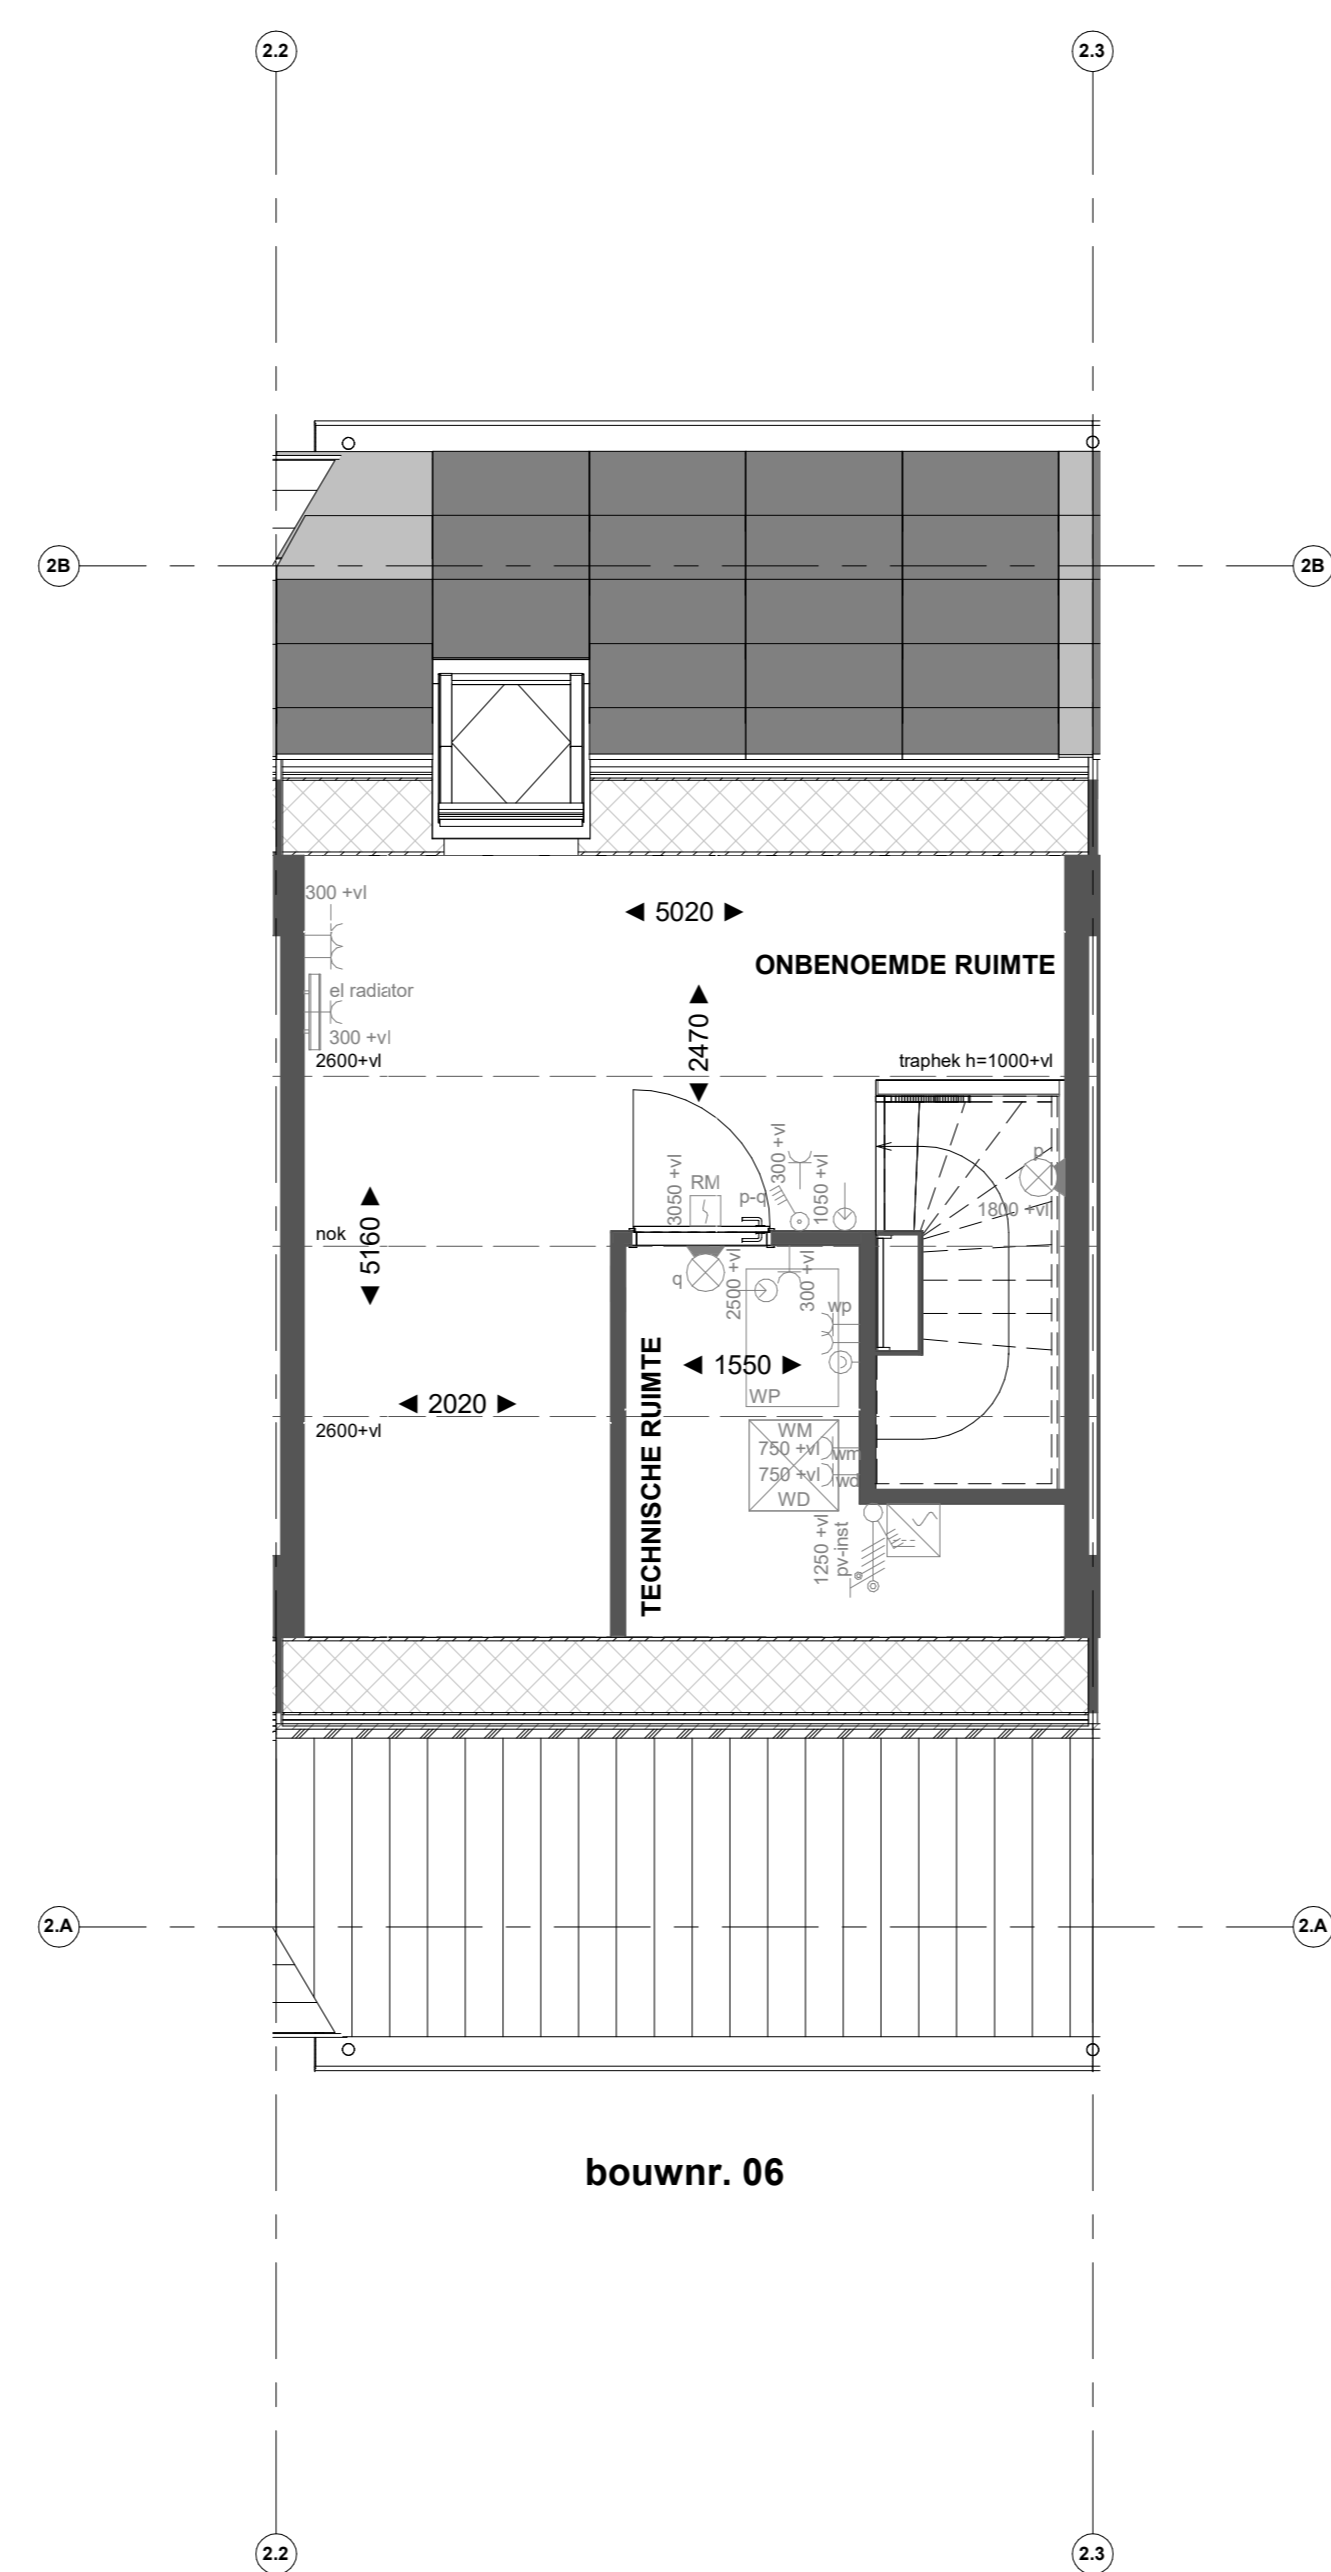 2.2
2.3
2B
2B
300 +vl
5020
ONBENOEMDE RUIMTE
el radiator
300 +vl
2470
2600+vl
traphek h=1000+vl
3050 +vl
RM
p-q
300 +vl
1050 +vl
p
1800 +vl
nok
5160
q
2500 +vl
300 +vl
wp
TECHNISCHE RUIMTE
1550
WP
2020
2600+vl
WM
750 +vl
wm
750 +vl
wd
WD
1250 +vl
pv-inst
2.A
2.A
bouwnr. 06
2.2
2.3